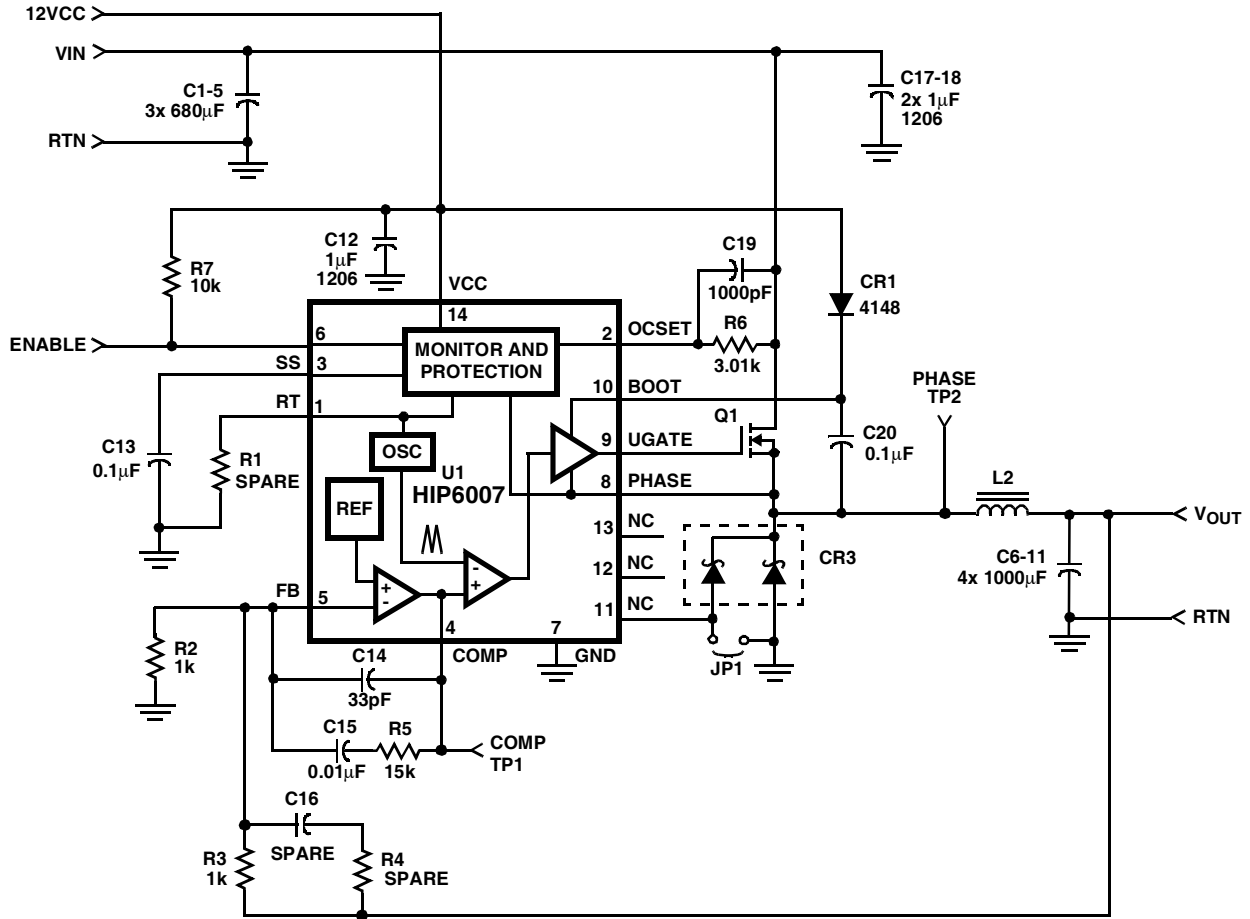 12VCC
VIN
C1-5
3x 680µF
RTN
C17-18
2x 1µF
1206
C12
1µF
1206
R7
10k
VCC
14
C19
1000pF
CR1
4148
ENABLE
6
MONITOR AND
PROTECTION
2
OCSET
R6
3.01k
SS
3
10
BOOT
PHASE
TP2
RT
1
Q1
C13
0.1µF
R1
SPARE
OSC
U1
HIP6007
9
UGATE
C20
0.1µF
8
PHASE
L2
REF
13
NC
CR3
VOUT
12
NC
C6-11
4x 1000µF
+
-
-
+
FB
5
11
NC
RTN
4
COMP
7
GND
JP1
R2
1k
C14
33pF
C15
0.01µF
R5
15k
COMP
TP1
C16
SPARE
R3
1k
R4
SPARE